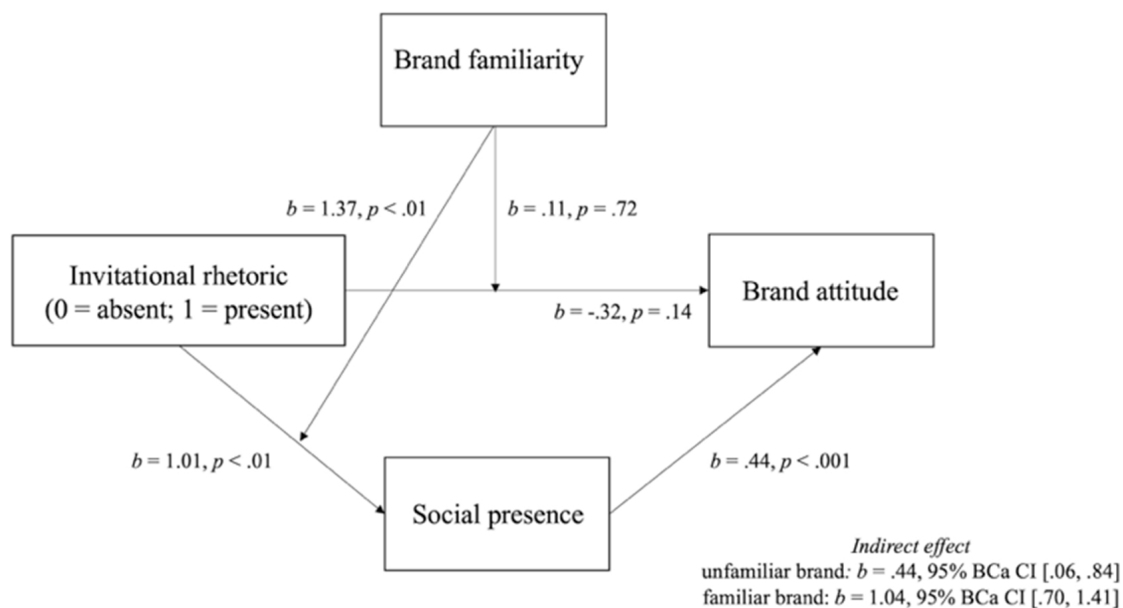 Brand familiarity
b = 1.37, p < .01
b = .11, p = .72
Invitational rhetoric
(0 = absent; 1 = present)
Brand attitude
b = -.32, p = .14
b = 1.01, p < .01
b = .44, p < .001
Social presence
Indirect effect
unfamiliar brand: b = .44, 95% BCa CI [.06, .84]
familiar brand: b = 1.04, 95% BCa CI [.70, 1.41]